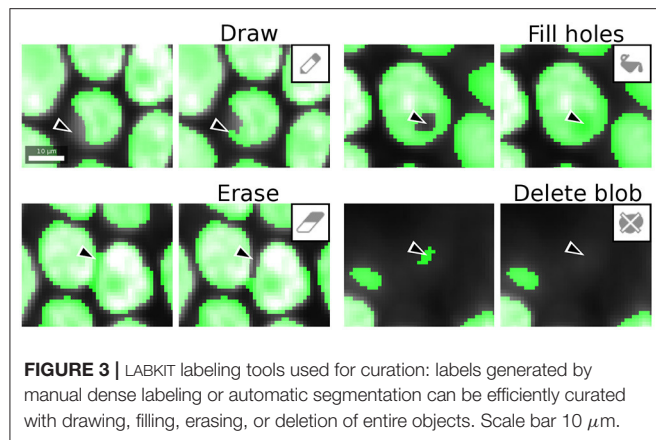 Draw
Fill holes
10 μm
Erase
Delete blob
FIGURE 3 | LABKIT labeling tools used for curation: labels generated by
manual dense labeling or automatic segmentation can be efficiently curated
with drawing, filling, erasing, or deletion of entire objects. Scale bar 10 μm.